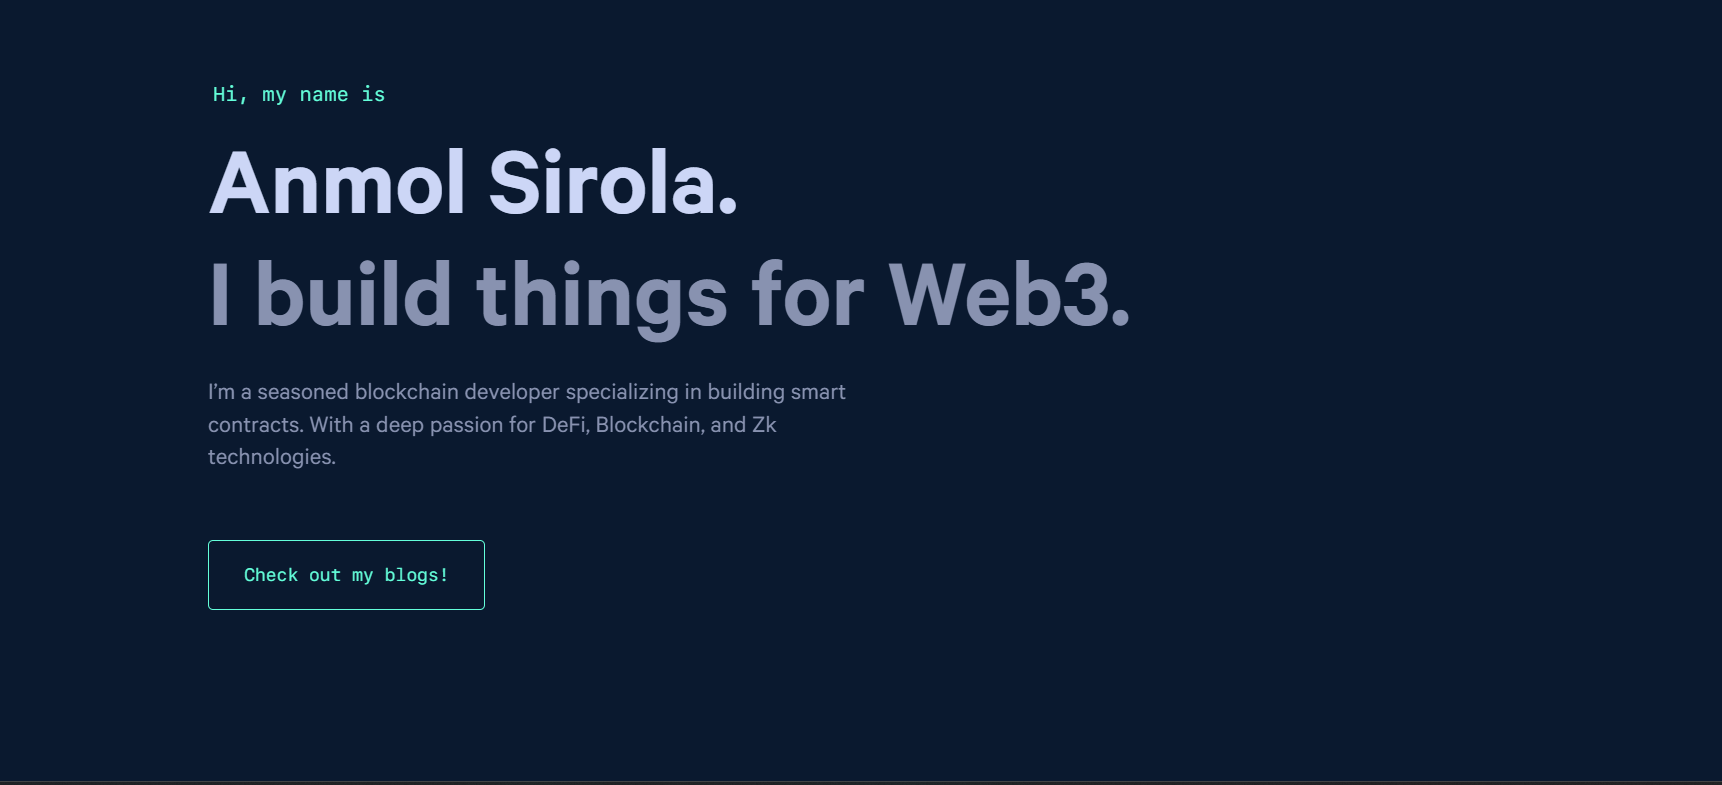 Hi, my name is
Anmol Sirola.
I build things for Web3.
I’m a seasoned blockchain developer specializing in building smart
contracts. With a deep passion for DeFi, Blockchain, and Zk
technologies.
Check out my blogs!